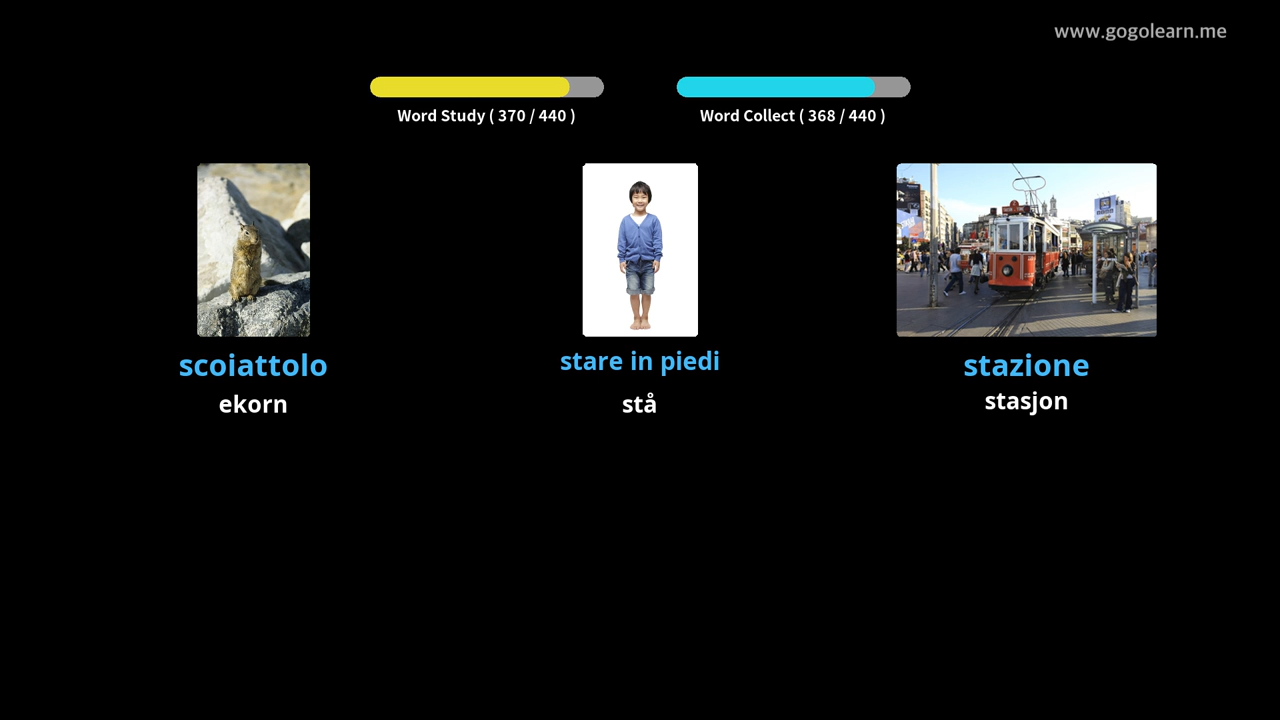 www.gogolearn.me
Word Study ( 370 / 440 )
Word Collect ( 368 / 440 )
scoiattolo
stare in piedi
stazione
ekorn
stå
stasjon